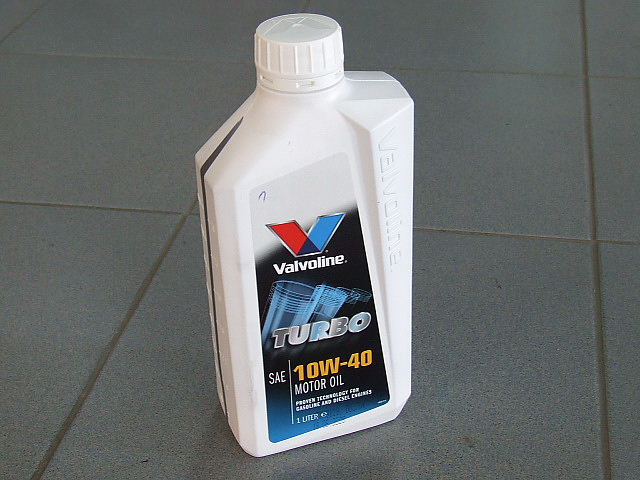 Valvoline
Valvoline.
TURBO
SAE 10W-40
MOTOR OIL
PROVEN TECHNOLOGY FOR
GASOLINE AND DIESEL ENGINES
1 LITER e